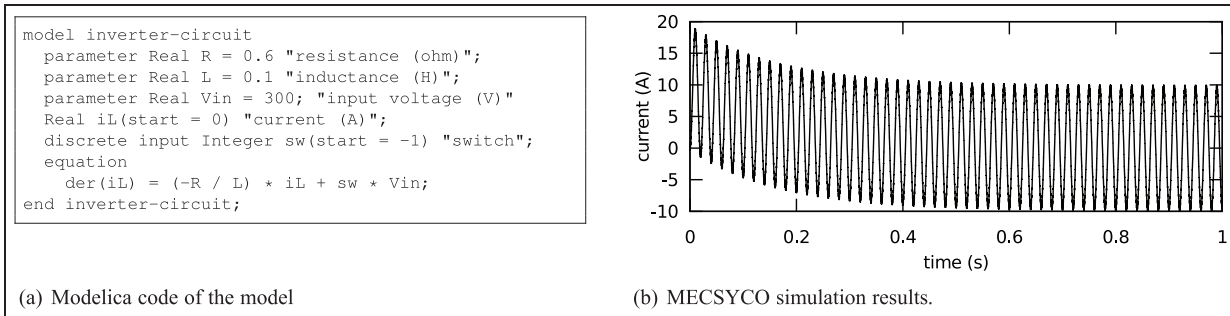 model inverter-circuit
parameter Real R = 0.6 "resistance (ohm)";
parameter Real L = 0.1 "inductance (H)";
parameter Real Vin = 300; "input voltage (V)"
Real iL(start = 0) "current (A)";
discrete input Integer sw(start = -1) "switch";
equation
der(iL) = (-R / L) * iL + sw * Vin;
end inverter-circuit;
(a) Modelica code of the model
20
15
10
5
0
-5
-10
current (A)
0 0.2 0.4 0.6 0.8 1
time (s)
(b) MECSYCO simulation results.